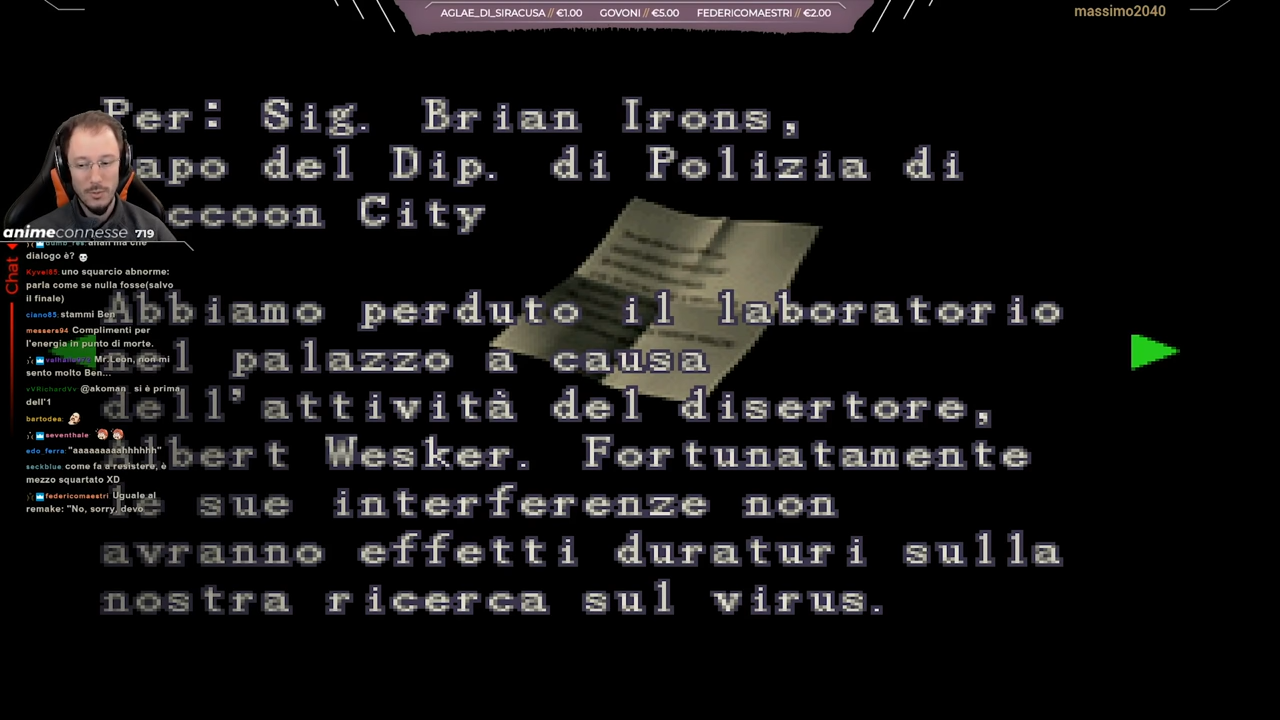 AGLAE_DI_SIRACUSA // €1.00 GOVONI // €5.00 FEDERICOMAESTRI // €2.00
massimo2040
Per: Sig. Brian Irons,
apo del Dip. di Polizia di
ccoon City
animeconnesse 719
Abbiamo perduto il laboratorio
nel palazzo a causa
dell'attività del disertore,
Albert Wesker. Fortunatamente
le sue interferenze non
avranno effetti duraturi sulla
nostra ricerca sul virus.
Chat
dialogo è?
Kyvel85: uno squarcio abnorme:
parla come se nulla fosse(salvo
il finale)
ciano85: stammi Ben
messera94 Complimenti per
l'energia in punto di morte.
Mr.Leon, non mi
sento molto Ben...
vVRichardVv @akoman si è prima
dell'1
bartodea:
seventhale
edo_ferra: "aaaaaaaaahhhhhh"
seckblue come fa a resistere, è
mezzo squartato XD
federicomaestri Uguale al
remake: "No, sorry, devo